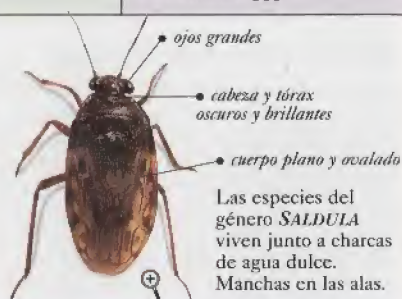 ojos grandes
cabeza y tórax
oscuros y brillantes
cuerpo plano y ovalado
Las especies del
género SALDULA
viven junto a charcas
de agua dulce.
Manchas en las alas.